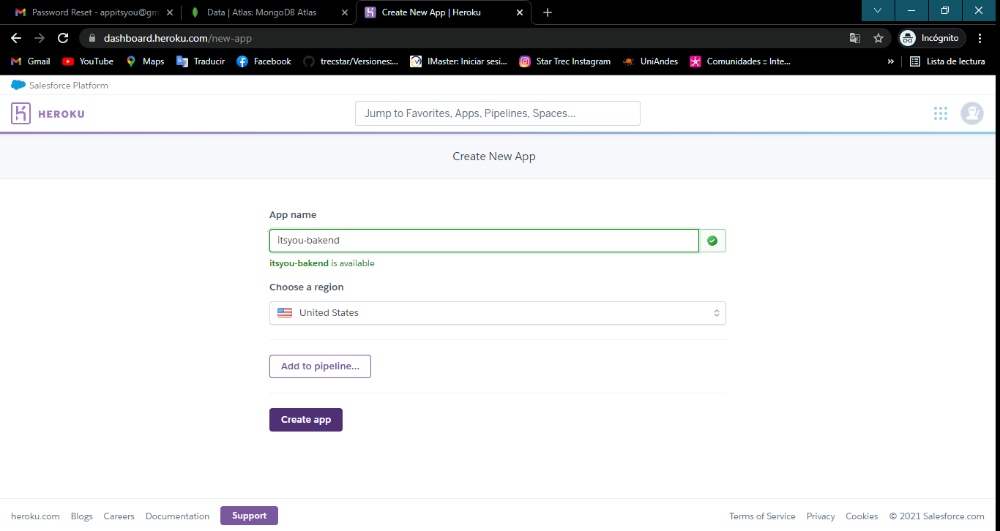 Password Reset - appitsyou@gm
Data | Atlas: MongoDB Atlas
Create New App | Heroku
dashboard.heroku.com/new-app
Incógnito
Gmail YouTube Maps Traducir Facebook trecstar/Versiones:... IMaster: Iniciar sesi... Star Trec Instagram UniAndes Comunidades :: Inte... » Lista de lectura
Salesforce Platform
HEROKU
Jump to Favorites, Apps, Pipelines, Spaces...
Create New App
App name
itsyou-bakend
itsyou-bakend is available
Choose a region
United States
Add to pipeline...
Create app
heroku.com Blogs Careers Documentation Support Terms of Service Privacy Cookies © 2021 Salesforce.com